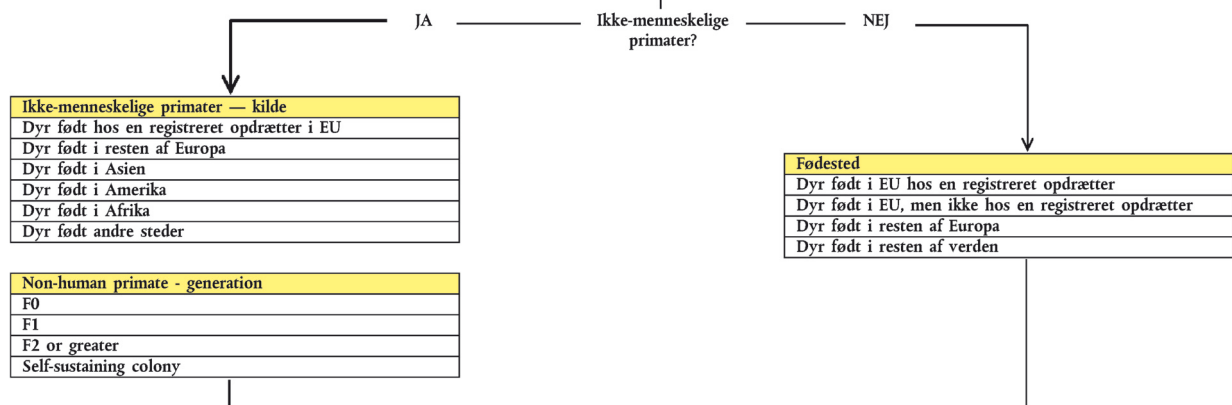 JA
Ikke-menneskelige
primater?
NEJ
Ikke-menneskelige primater — kilde
Dyr født hos en registreret opdrætter i EU
Dyr født i resten af Europa
Dyr født i Asien
Dyr født i Amerika
Dyr født i Afrika
Dyr født andre steder
Fødested
Dyr født i EU hos en registreret opdrætter
Dyr født i EU, men ikke hos en registreret opdrætter
Dyr født i resten af Europa
Dyr født i resten af verden
Non-human primate - generation
F0
F1
F2 or greater
Self-sustaining colony